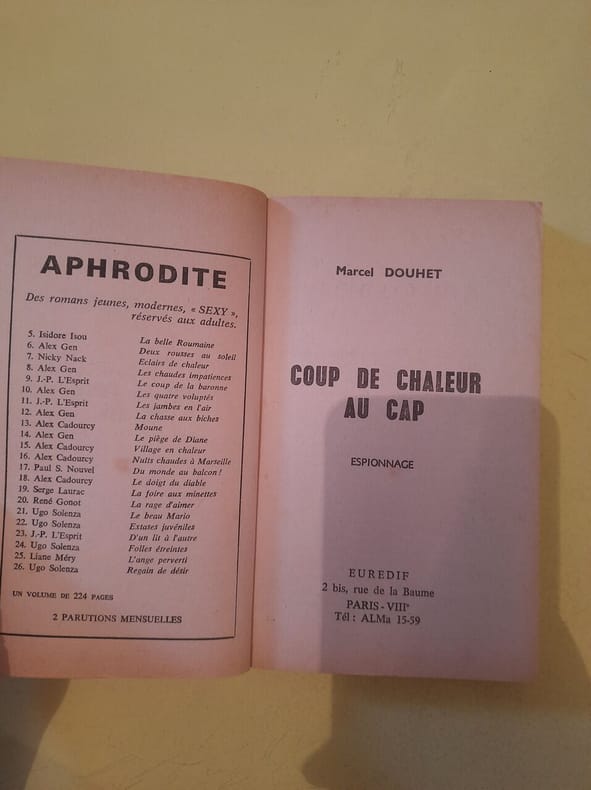 APHRODITE
Des romans jeunes, modernes, « SEXY »,
réservés aux adultes.
5. Isidore Isou La belle Roumaine
6. Alex Gen Deux rousses au soleil
7. Nicky Nack Eclairs de chaleur
8. Alex Gen Les chaudes impatiences
9. J.-P. L'Esprit Le coup de la baronne
10. Alex Gen Les quatre voluptés
11. J.-P. L'Esprit Les jambes en l'air
12. Alex Gen La chasse aux biches
13. Alex Cadourcy Moune
14. Alex Gen Le piège de Diane
15. Alex Cadourcy Village en chaleur
16. Alex Cadourcy Nuits chaudes à Marseille
17. Paul S. Nouvel Du monde au balcon !
18. Alex Cadourcy Le doigt du diable
19. Serge Laurac La foire aux minettes
20. René Gonot La rage d'aimer
21. Ugo Solenza Le beau Mario
22. Ugo Solenza Extases juvéniles
23. J.-P. L'Esprit D'un lit à l'autre
24. Ugo Solenza Folles étreintes
25. Liane Méry L'ange perverti
26. Ugo Solenza Regain de désir
UN VOLUME DE 224 PAGES
2 PARUTIONS MENSUELLES
Marcel DOUHET
COUP DE CHALEUR
AU CAP
ESPIONNAGE
EUREDIF
2 bis, rue de la Baume
PARIS - VIIIe
Tél : ALMa 15-59